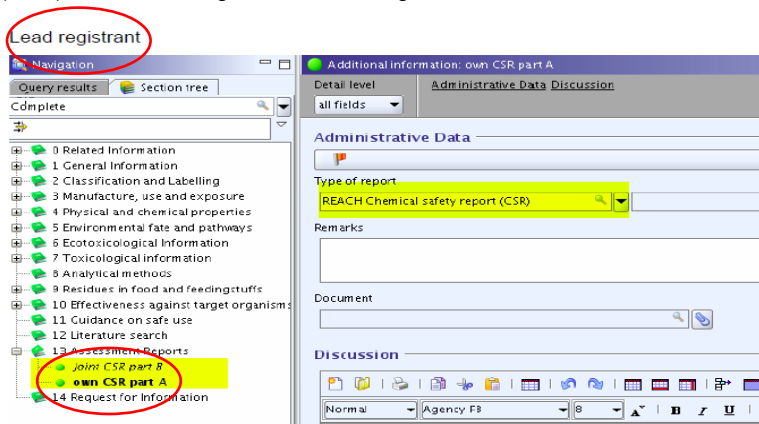 Lead registrant
Navigation
Query results Section tree
Complete
0 Related Information
1 General Information
2 Classification and Labelling
3 Manufacture, use and exposure
4 Physical and chemical properties
5 Environmental fate and pathways
6 Ecotoxicological Information
7 Toxicological information
8 Analytical methods
9 Residues in food and feedingstuffs
10 Effectiveness against target organisms
11 Guidance on safe use
12 Literature search
13 Assessment Reports
Joint CSR part B
own CSR part A
14 Request for Information
Additional information: own CSR part A
Detail level Administrative Data Discussion
all fields
Administrative Data
Type of report
REACH Chemical safety report (CSR)
Remarks
Document
Discussion
Normal Agency FB 8 A B I U